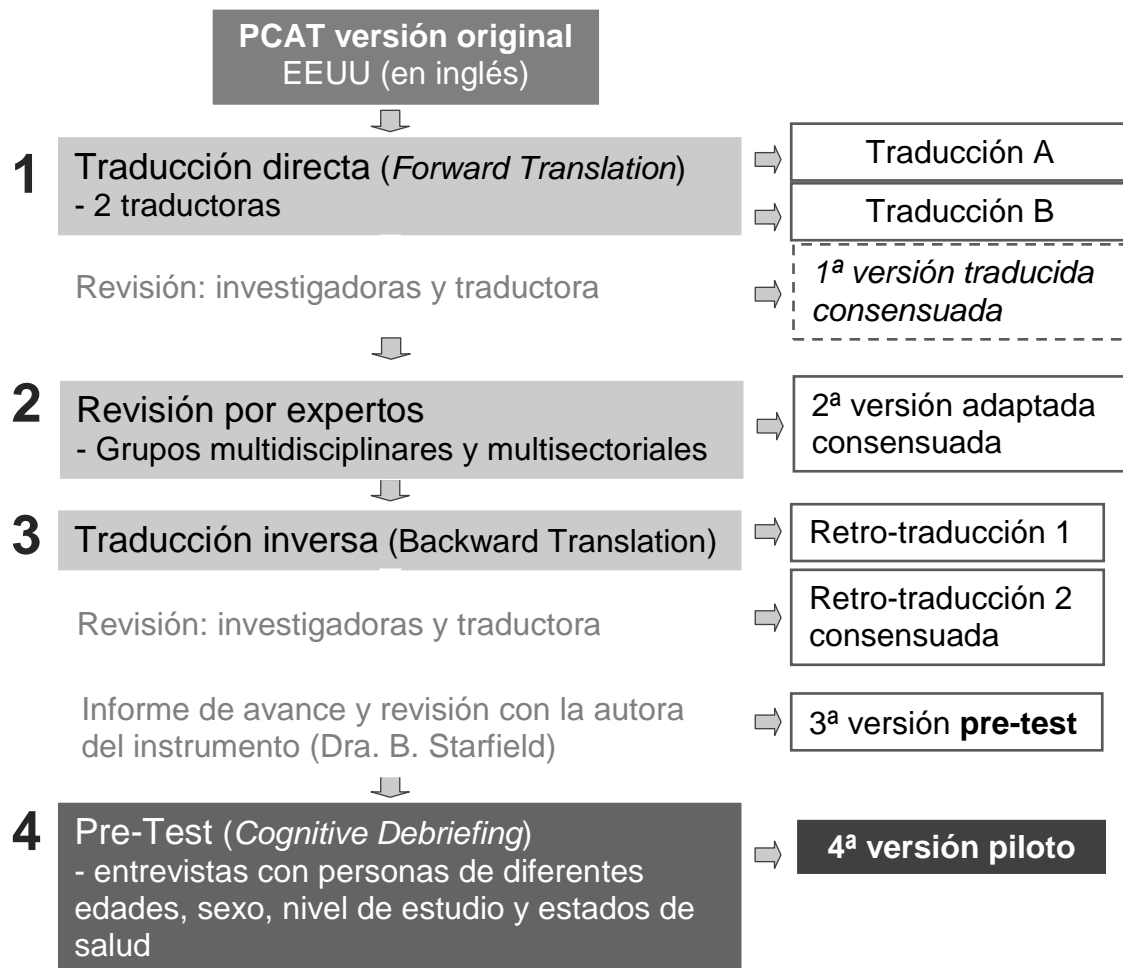 PCAT versión original
EEUU (en inglés)
1
Traducción directa (Forward Translation)
- 2 traductoras
Traducción A
Traducción B
Revisión: investigadoras y traductora
1ª versión traducida
consensuada
2
Revisión por expertos
- Grupos multidisciplinares y multisectoriales
2ª versión adaptada
consensuada
3
Traducción inversa (Backward Translation)
Retro-traducción 1
Revisión: investigadoras y traductora
Retro-traducción 2
consensuada
Informe de avance y revisión con la autora
del instrumento (Dra. B. Starfield)
3ª versión pre-test
4
Pre-Test (Cognitive Debriefing)
- entrevistas con personas de diferentes
edades, sexo, nivel de estudio y estados de
salud
4ª versión piloto